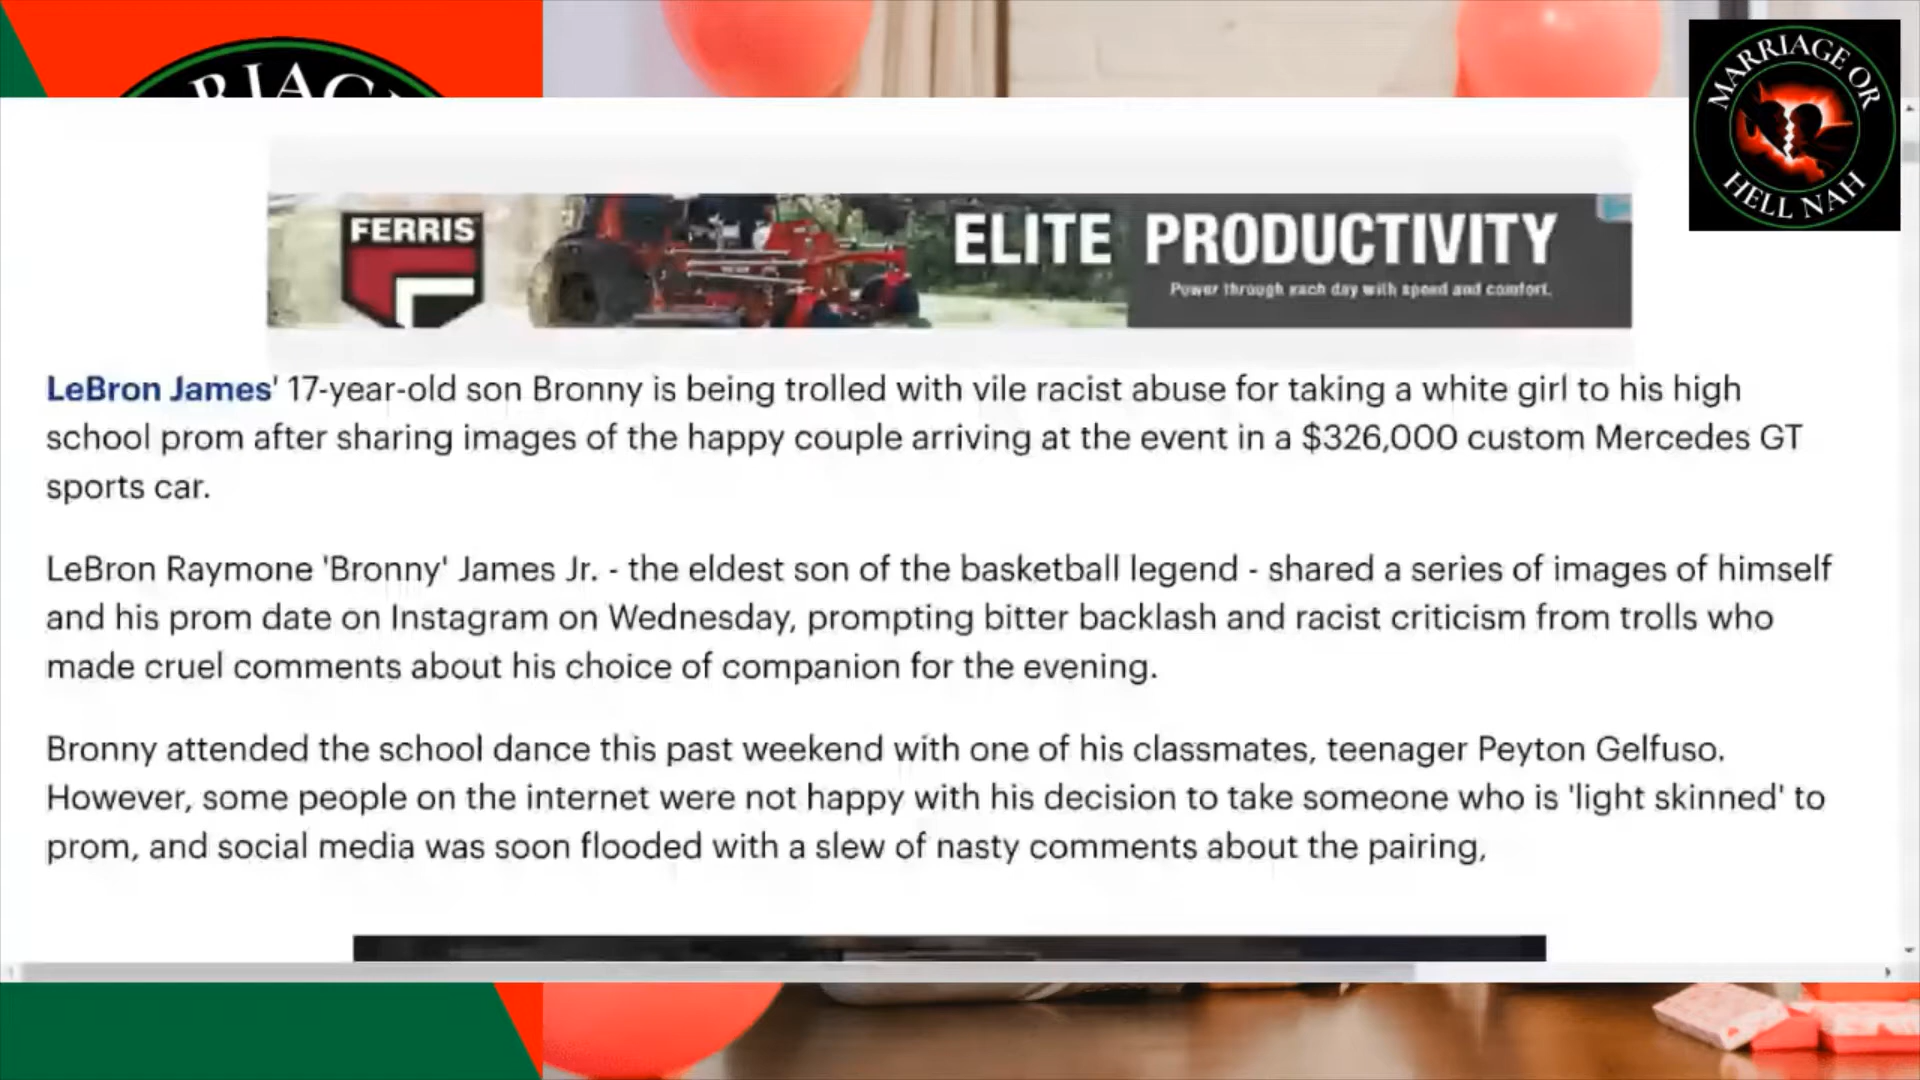 RIAG
MARRIAGE OR
HELL NAH
FERRIS
ELITE PRODUCTIVITY
Power through each day with speed and comfort.
LeBron James' 17-year-old son Bronny is being trolled with vile racist abuse for taking a white girl to his high
school prom after sharing images of the happy couple arriving at the event in a $326,000 custom Mercedes GT
sports car.
LeBron Raymone 'Bronny' James Jr. - the eldest son of the basketball legend - shared a series of images of himself
and his prom date on Instagram on Wednesday, prompting bitter backlash and racist criticism from trolls who
made cruel comments about his choice of companion for the evening.
Bronny attended the school dance this past weekend with one of his classmates, teenager Peyton Gelfuso.
However, some people on the internet were not happy with his decision to take someone who is 'light skinned' to
prom, and social media was soon flooded with a slew of nasty comments about the pairing,